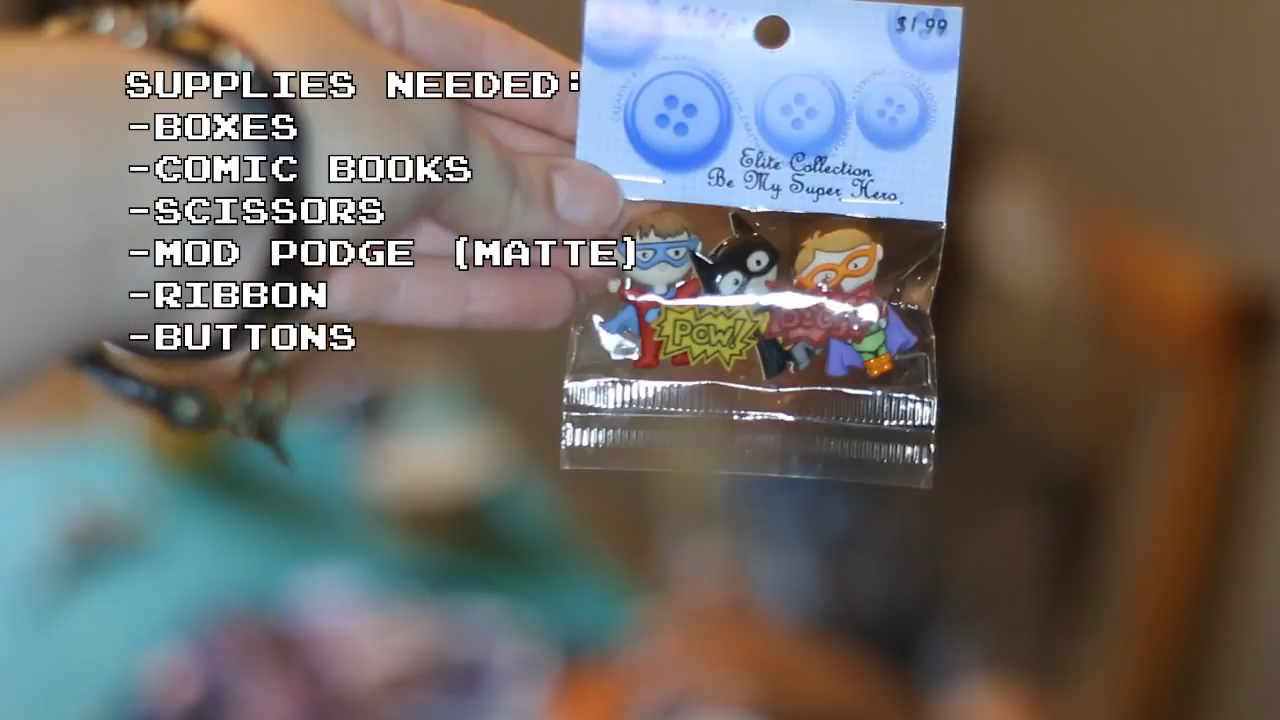 SUPPLIES NEEDED:
-BOXES
-COMIC BOOKS
-SCISSORS
-MOD PODGE (MATTE)
-RIBBON
-BUTTONS
$1.99
Elite Collection
Be My Super Hero
POW!